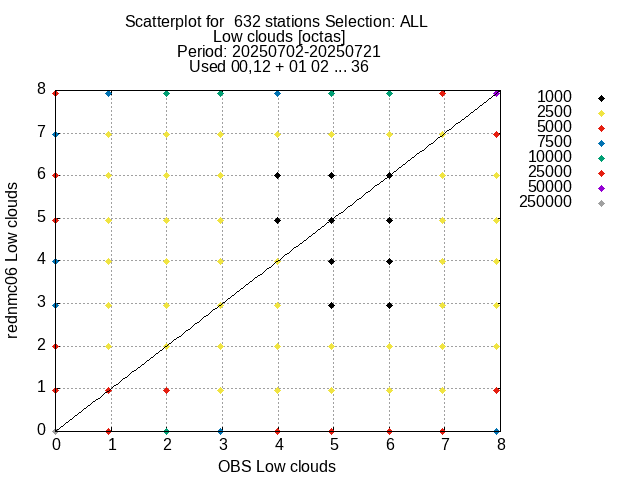 Scatterplot for  632 stations Selection: ALL
Low clouds [octas]
Period: 20250702-20250721
Used 00,12 + 01 02 ... 36
8
7
6
5
4
3
2
1
0
rednmc06 Low clouds
0 1 2 3 4 5 6 7 8
OBS Low clouds
1000
2500
5000
7500
10000
25000
50000
250000